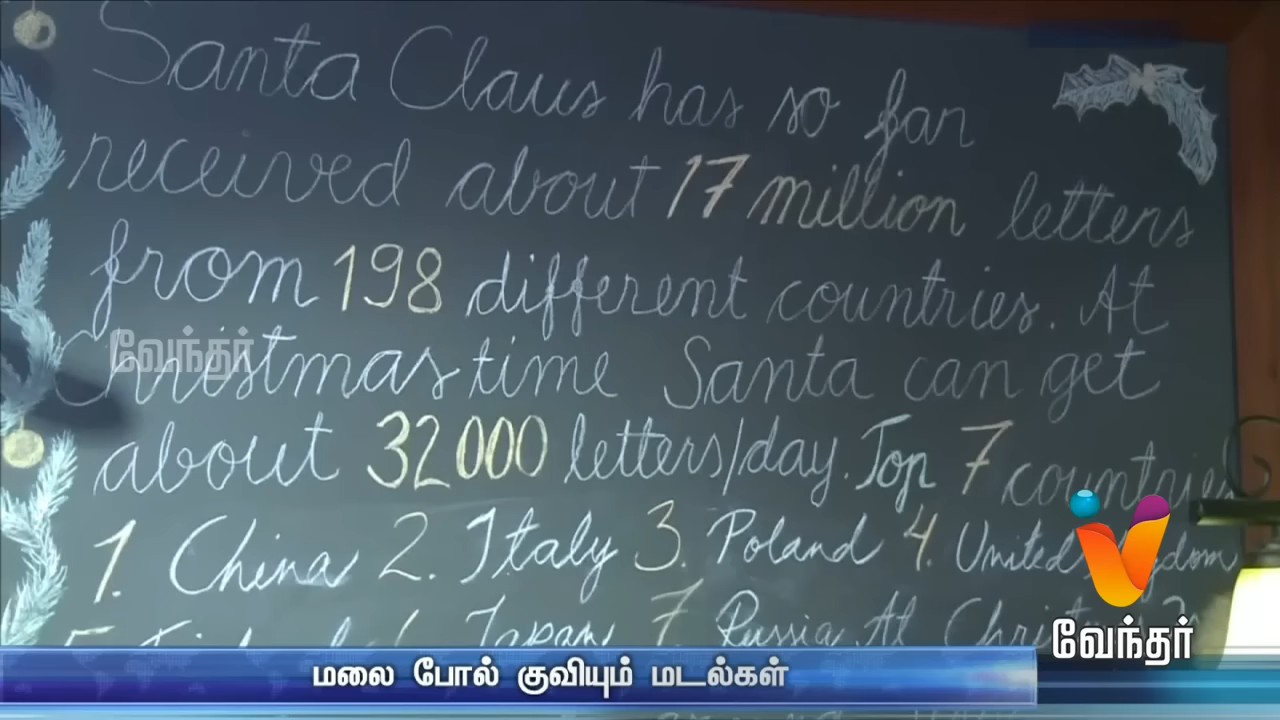 Santa Claus has so far
received about 17 million letters
from 198 different countries. At
Christmas time Santa can get
about 32000 letters/day. Top 7 countries
1. China 2. Italy 3. Poland 4. United
Japan 7 Russia At
வேந்தர்
வேந்தர்
மலை போல் குவியும் மடல்கள்